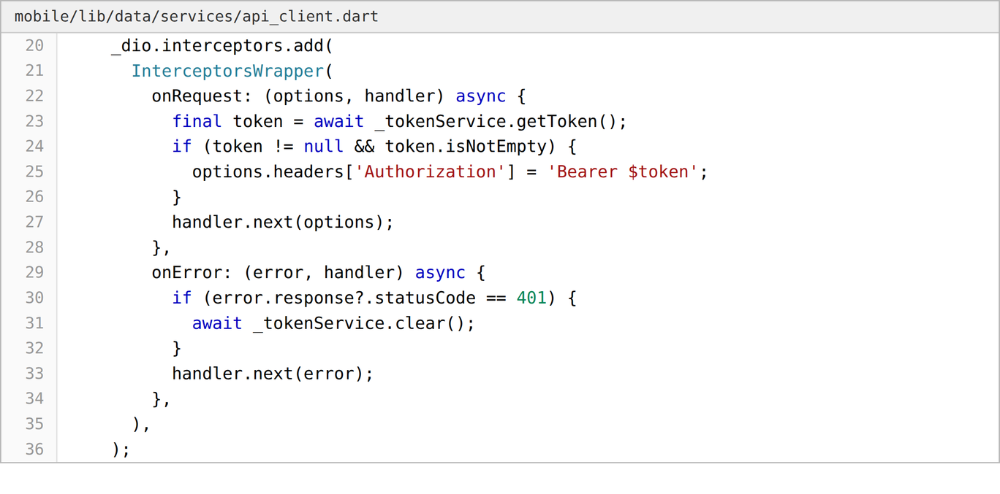 mobile/lib/data/services/api_client.dart
20 _dio.interceptors.add(
21 InterceptorsWrapper(
22 onRequest: (options, handler) async {
23 final token = await _tokenService.getToken();
24 if (token != null && token.isNotEmpty) {
25 options.headers['Authorization'] = 'Bearer $token';
26 }
27 handler.next(options);
28 },
29 onError: (error, handler) async {
30 if (error.response?.statusCode == 401) {
31 await _tokenService.clear();
32 }
33 handler.next(error);
34 },
35 ),
36 );